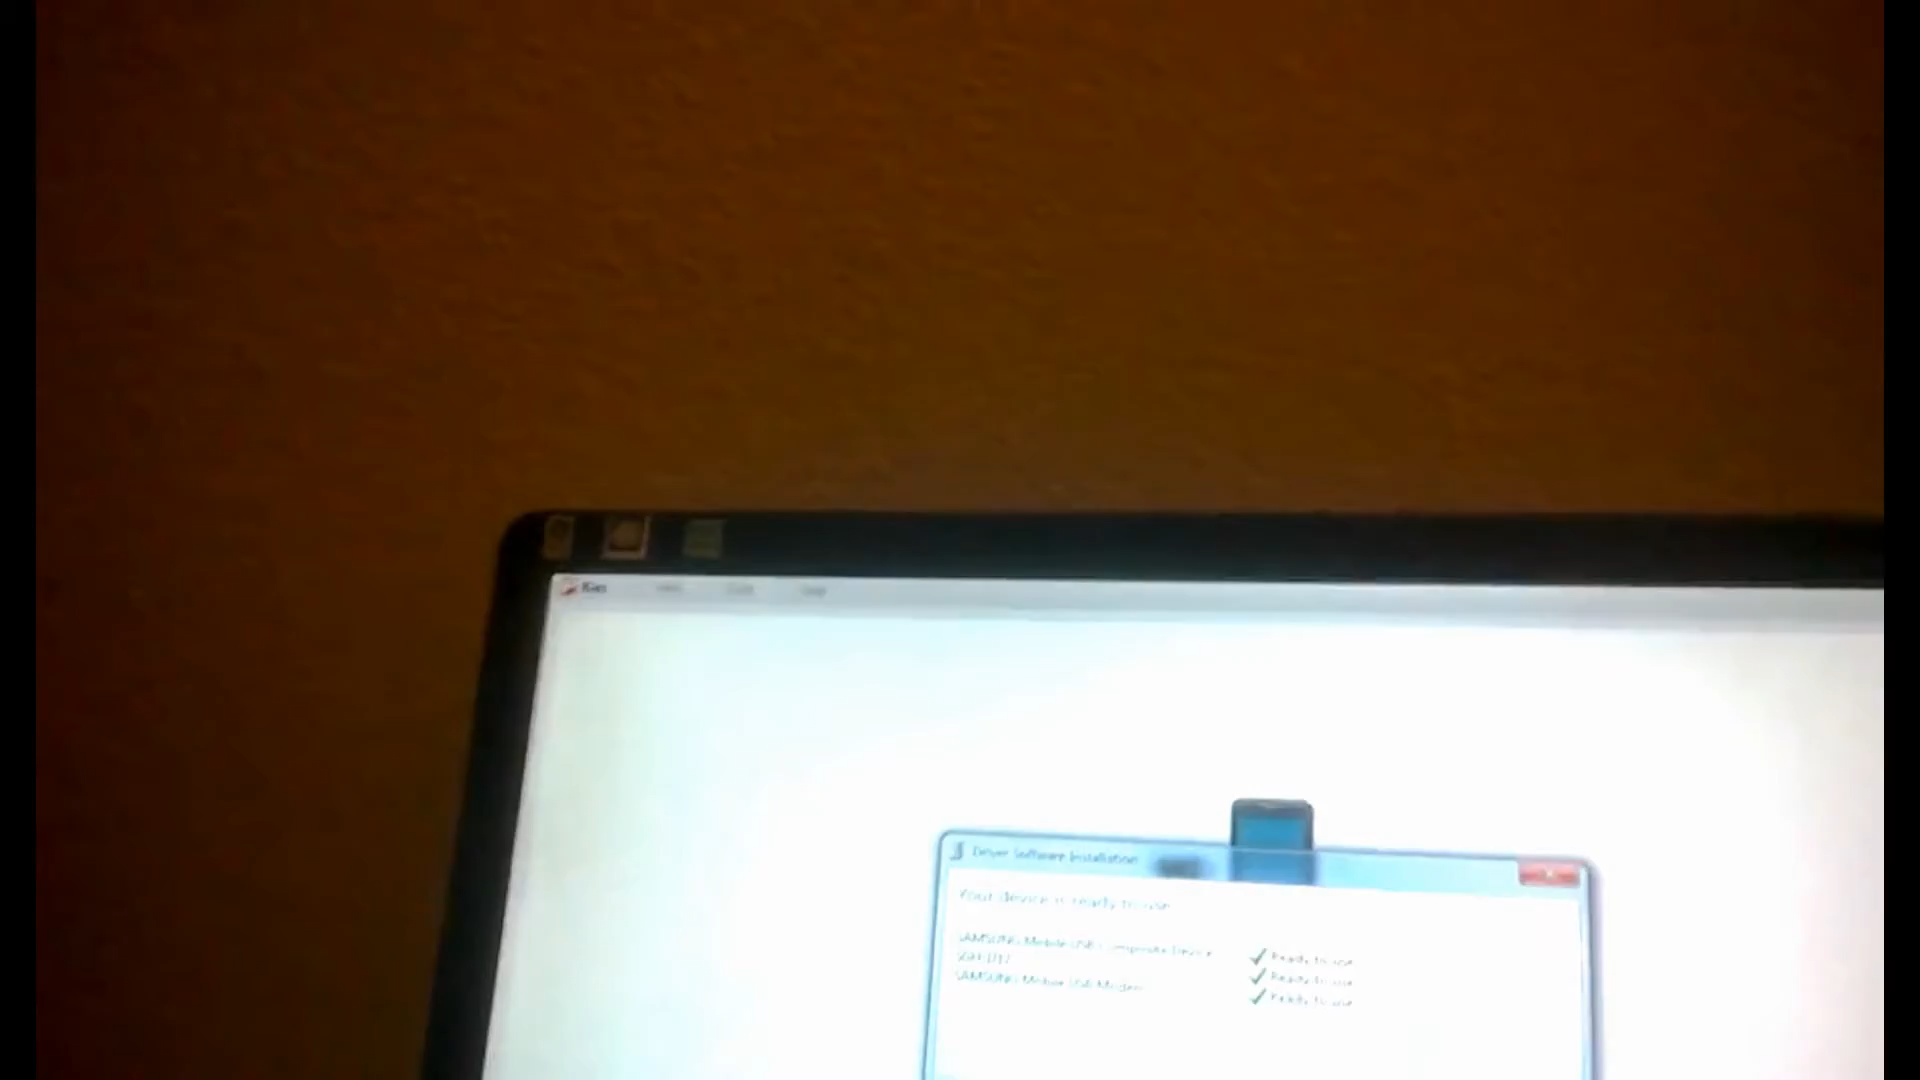 Kies
Driver Software Installation
Your device is ready to use
SAMSUNG Mobile USB Composite Device
Ready to use
Ready to use
SAMSUNG Mobile USB Modem
Ready to use